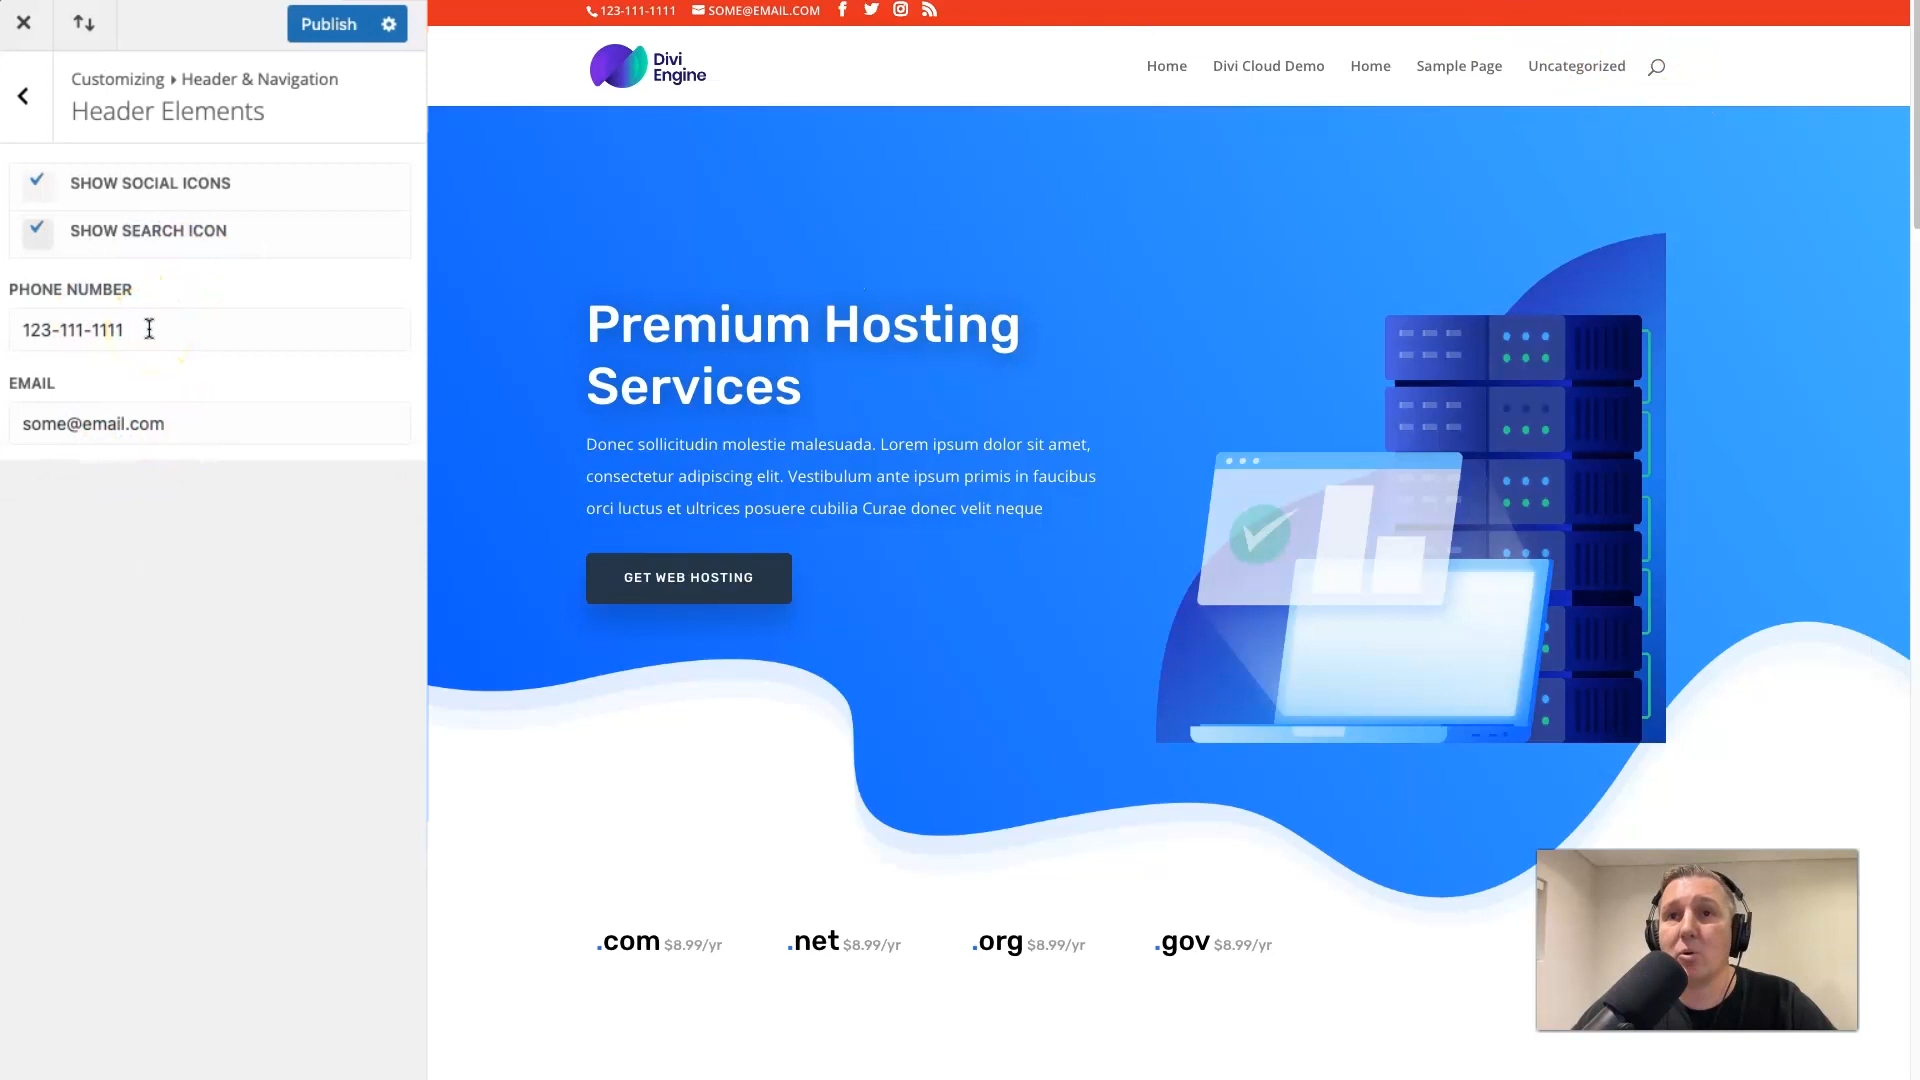 Publish
Customizing ▸ Header & Navigation
Header Elements
SHOW SOCIAL ICONS
SHOW SEARCH ICON
PHONE NUMBER
123-111-1111
EMAIL
some@email.com
123-111-1111 SOME@EMAIL.COM
Divi
Engine
Home Divi Cloud Demo Home Sample Page Uncategorized
Premium Hosting
Services
Donec sollicitudin molestie malesuada. Lorem ipsum dolor sit amet,
consectetur adipiscing elit. Vestibulum ante ipsum primis in faucibus
orci luctus et ultrices posuere cubilia Curae donec velit neque
GET WEB HOSTING
.com $8.99/yr .net $8.99/yr .org $8.99/yr .gov $8.99/yr